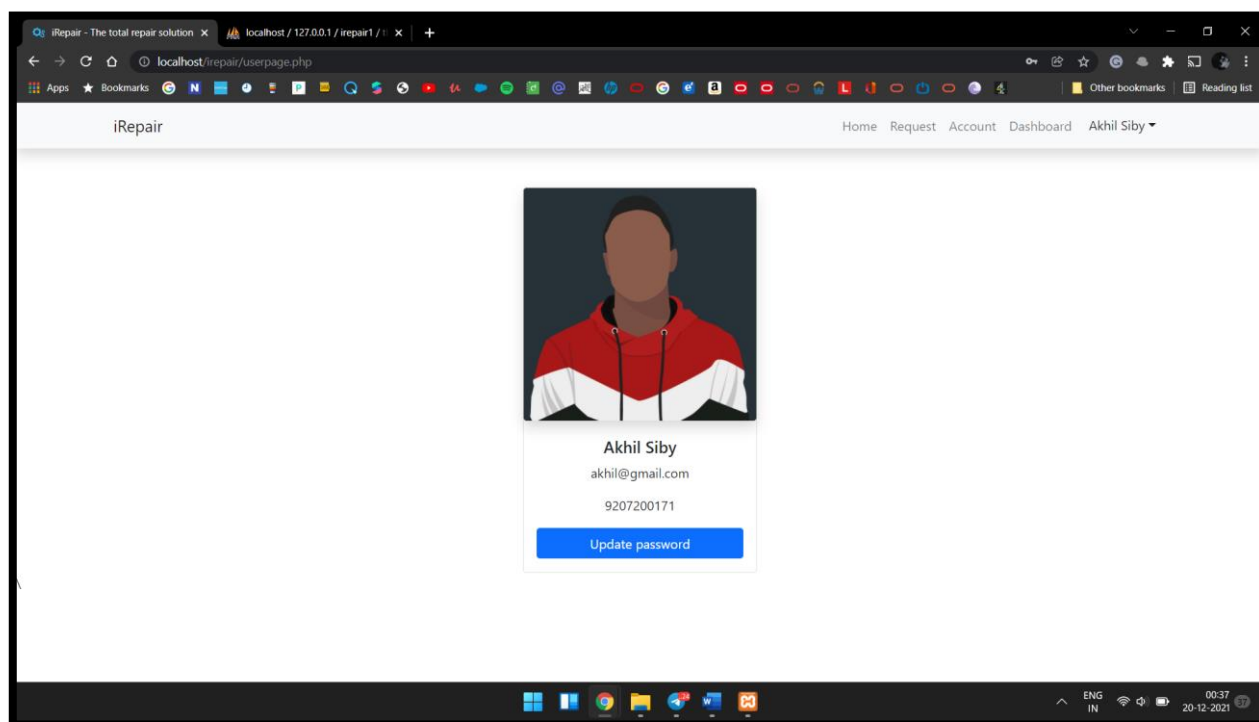 iRepair - The total repair solution
localhost / 127.0.0.1 / irepair1 / t
localhost/irepair/userpage.php
Apps
Bookmarks
Other bookmarks
Reading list
iRepair
Home
Request
Account
Dashboard
Akhil Siby
Akhil Siby
akhil@gmail.com
9207200171
Update password
\
24
ENG
IN
00:37
20-12-2021
37